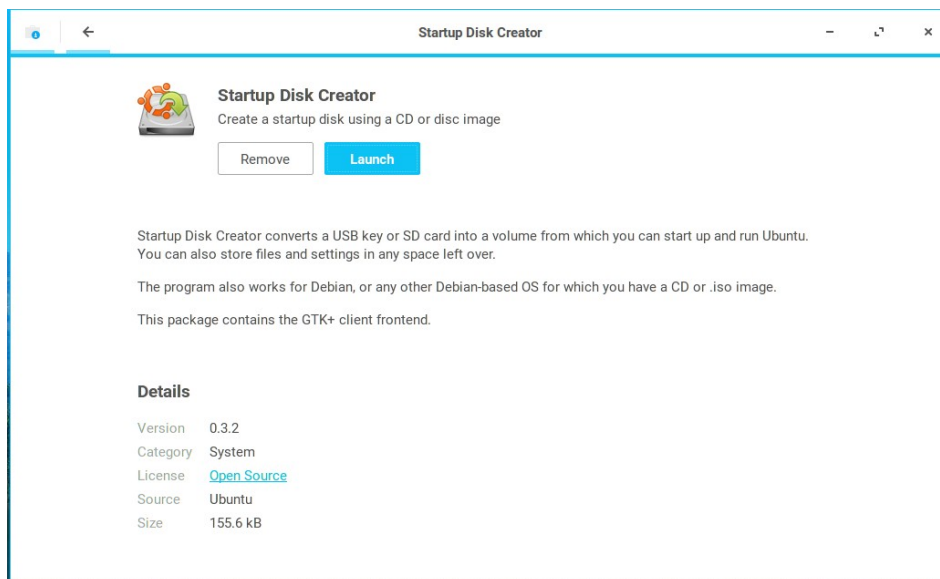 Startup Disk Creator
Startup Disk Creator
Create a startup disk using a CD or disc image
Remove Launch
Startup Disk Creator converts a USB key or SD card into a volume from which you can start up and run Ubuntu.
You can also store files and settings in any space left over.
The program also works for Debian, or any other Debian-based OS for which you have a CD or .iso image.
This package contains the GTK+ client frontend.
Details
Version 0.3.2
Category System
License Open Source
Source Ubuntu
Size 155.6 kB